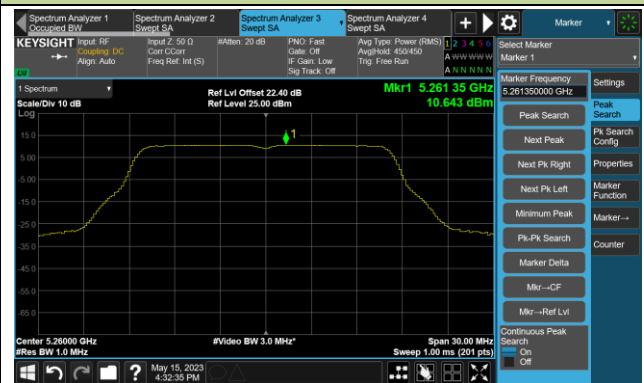 Spectrum Analyzer 1
Occupied BW
Spectrum Analyzer 2
Swept SA
Spectrum Analyzer 3
Swept SA
Spectrum Analyzer 4
Swept SA
Marker
KEYSIGHT
Input: RF
Coupling: DC
Align: Auto
Input Z: 50 Ω
Corr CCorr
Freq Ref: Int (S)
#Atten: 20 dB
PNO: Fast
Gate: Off
IF Gain: Low
Sig Track: Off
Avg Type: Power (RMS)
Avg|Hold: 450/450
Trig: Free Run
1 2 3 4 5 6
A W W W W W
A N N N N N
Select Marker
Marker 1
LXI
1 Spectrum
Scale/Div 10 dB
Log
Ref Lvl Offset 22.40 dB
Ref Level 25.00 dBm
Mkr1 5.261 35 GHz
10.643 dBm
15.0
5.00
-5.00
-15.0
-25.0
-35.0
-45.0
-55.0
-65.0
1
Center 5.26000 GHz
#Res BW 1.0 MHz
#Video BW 3.0 MHz*
Span 30.00 MHz
Sweep 1.00 ms (201 pts)
Marker Frequency
5.261350000 GHz
Peak Search
Next Peak
Next Pk Right
Next Pk Left
Minimum Peak
Pk-Pk Search
Marker Delta
Mkr→CF
Mkr→Ref Lvl
Continuous Peak
Search
On
Off
Settings
Peak
Search
Pk Search
Config
Properties
Marker
Function
Marker→
Counter
?
May 15, 2023
4:32:35 PM